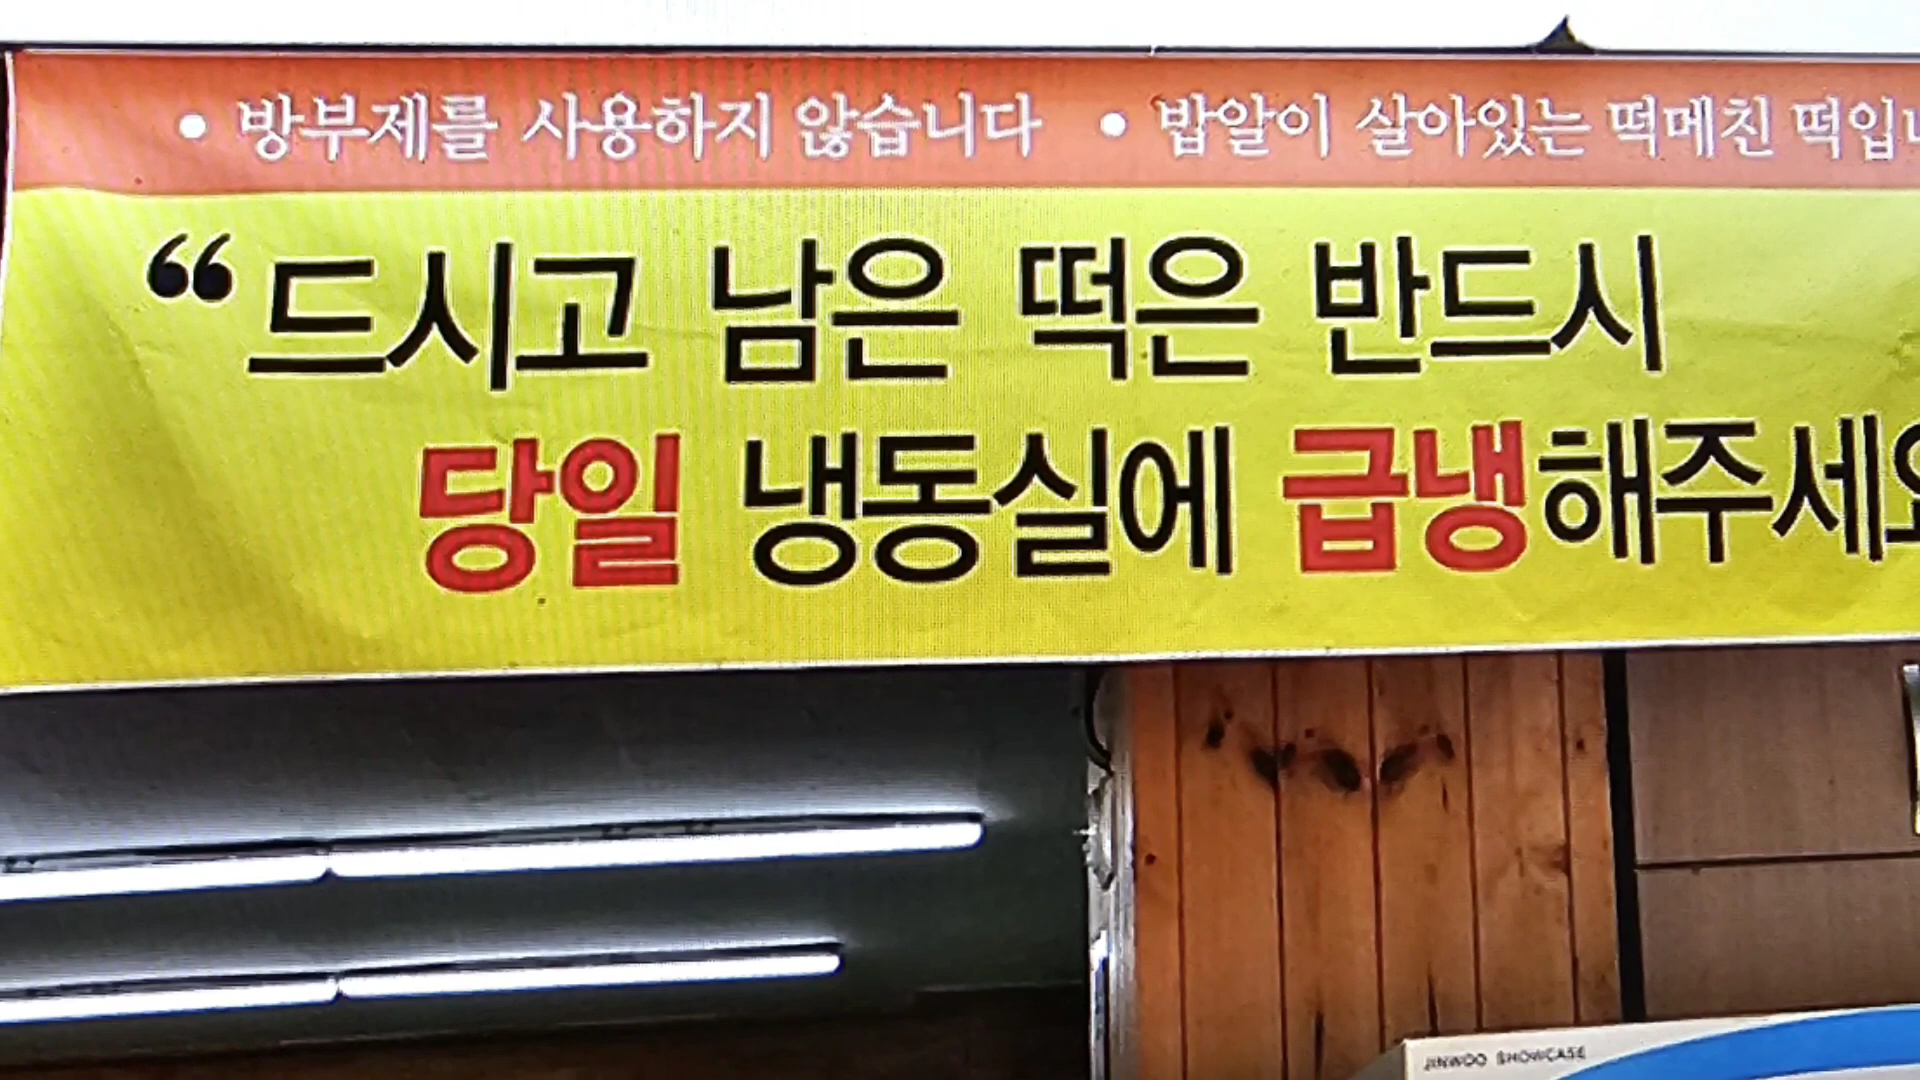 • 방부제를 사용하지 않습니다 • 밥알이 살아있는 떡메친 떡입니
“드시고 남은 떡은 반드시
당일 냉동실에 급냉해주세요
JINWOO SHOWCASE